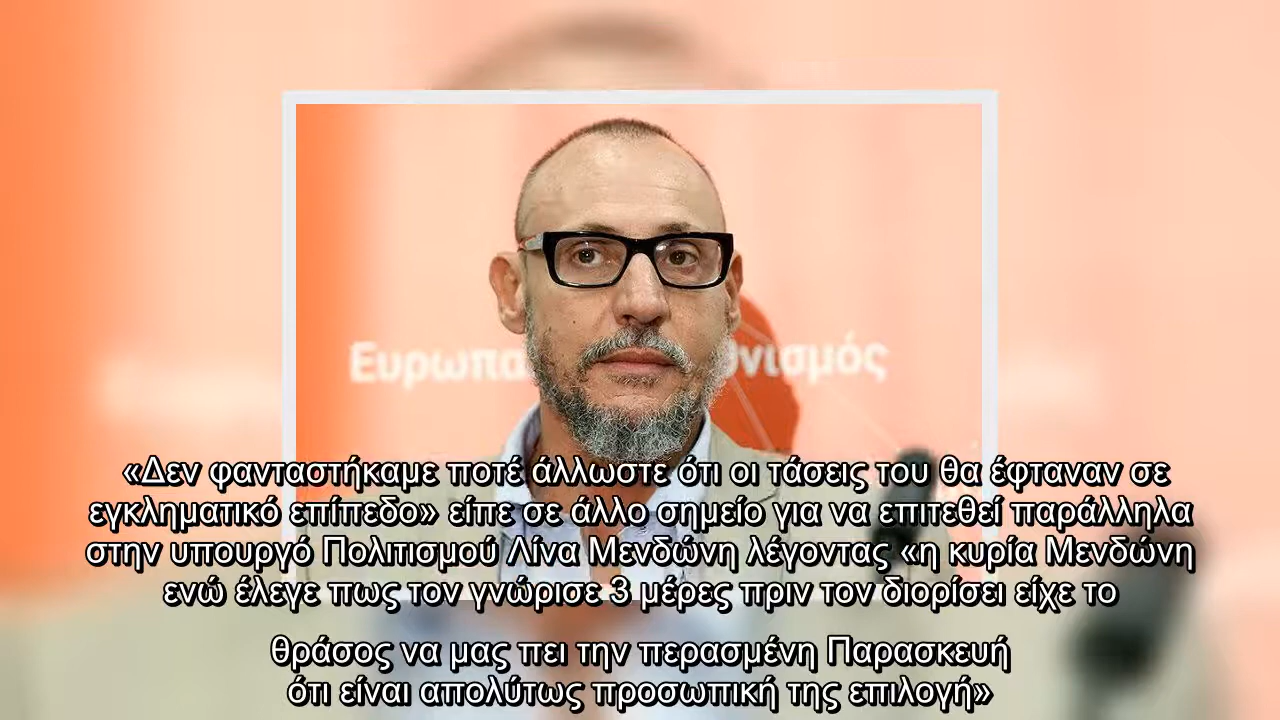 Ευρωπα θνισμός
«Δεν φανταστήκαμε ποτέ άλλωστε ότι οι τάσεις του θα έφταναν σε
εγκληματικό επίπεδο» είπε σε άλλο σημείο για να επιτεθεί παράλληλα
στην υπουργό Πολιτισμού Λίνα Μενδώνη λέγοντας «η κυρία Μενδώνη
ενώ έλεγε πως τον γνώρισε 3 μέρες πριν τον διορίσει είχε το
θράσος να μας πει την περασμένη Παρασκευή
ότι είναι απολύτως προσωπική της επιλογή»